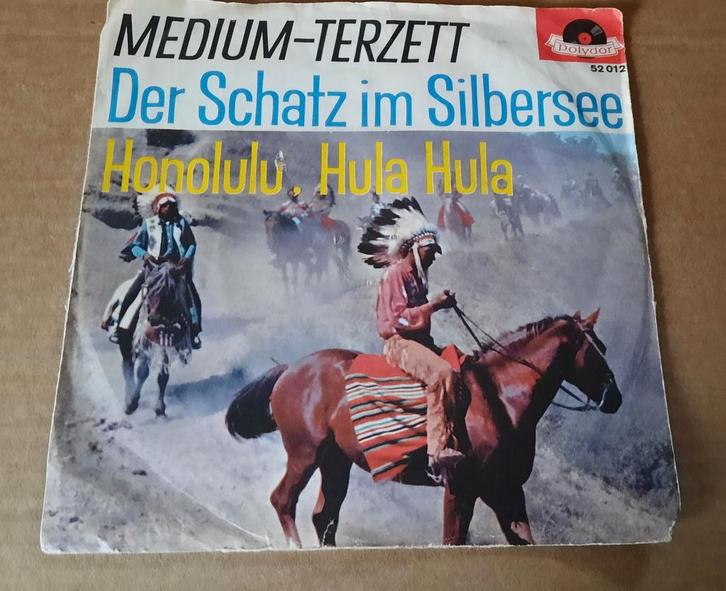 MEDIUM-TERZETT
polydor
52 012
Der Schatz im Silbersee
Honolulu, Hula Hula